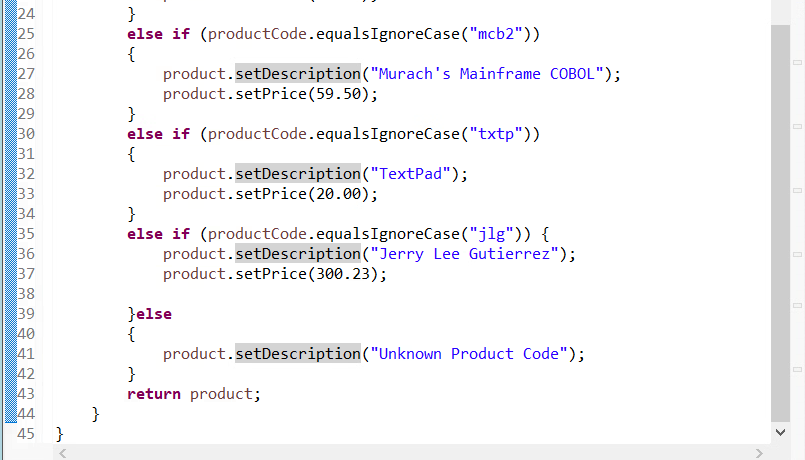 24         }
25         else if (productCode.equalsIgnoreCase("mcb2"))
26         {
27             product.setDescription("Murach's Mainframe COBOL");
28             product.setPrice(59.50);
29         }
30         else if (productCode.equalsIgnoreCase("txtp"))
31         {
32             product.setDescription("TextPad");
33             product.setPrice(20.00);
34         }
35         else if (productCode.equalsIgnoreCase("jlg")) {
36             product.setDescription("Jerry Lee Gutierrez");
37             product.setPrice(300.23);
38
39         }else
40         {
41             product.setDescription("Unknown Product Code");
42         }
43         return product;
44     }
45 }